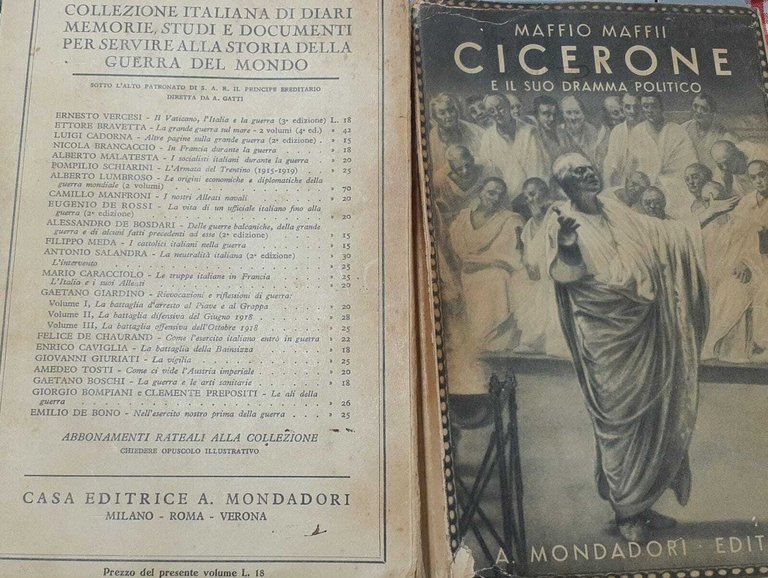 COLLEZIONE ITALIANA DI DIARI
MEMORIE, STUDI E DOCUMENTI
PER SERVIRE ALLA STORIA DELLA
GUERRA DEL MONDO
SOTTO L'ALTO PATRONATO DI S. A. R. IL PRINCIPE EREDITARIO
DIRETTA DA A. GATTI
ERNESTO VERCESI - Il Vaticano, l'Italia e la guerra (3ª edizione) L. 18
ETTORE BRAVETTA - La grande guerra sul mare - 2 volumi (4ª ed.) » 42
LUIGI CADORNA - Altre pagine sulla grande guerra (2ª edizione) » 15
NICOLA BRANCACCIO - In Francia durante la guerra » 18
ALBERTO MALATESTA - I socialisti italiani durante la guerra » 20
POMPILIO SCHIARINI - L'Armata del Trentino (1915-1919) » 25
ALBERTO LUMBROSO - Le origini economiche e diplomatiche della
guerra mondiale (2 volumi) » 70
CAMILLO MANFRONI - I nostri Alleati navali » 20
EUGENIO DE ROSSI - La vita di un ufficiale italiano fino alla
guerra (2ª edizione) » 20
ALESSANDRO DE BOSDARI - Delle guerre balcaniche, della grande
guerra e di alcuni fatti precedenti ad esse (2ª edizione) » 15
FILIPPO MEDA - I cattolici italiani nella guerra » 15
ANTONIO SALANDRA - La neutralità italiana (2ª edizione) » 30
L'intervento » 25
MARIO CARACCIOLO - Le truppe italiane in Francia » 25
L'Italia e i suoi Alleati » 20
GAETANO GIARDINO - Rievocazioni e riflessioni di guerra:
Volume I, La battaglia d'arresto al Piave e al Grappa » 20
Volume II, La battaglia difensiva del Giugno 1918 » 28
Volume III, La battaglia offensiva dell'Ottobre 1918 » 25
FELICE DE CHAURAND - Come l'esercito italiano entrò in guerra » 22
ENRICO CAVIGLIA - La battaglia della Bainsizza » 18
GIOVANNI GIURIATI - La vigilia » 25
AMEDEO TOSTI - Come ci vide l'Austria imperiale » 20
GAETANO BOSCHI - La guerra e le arti sanitarie » 18
GIORGIO BOMPIANI e CLEMENTE PREPOSITI - Le ali della
guerra » 26
EMILIO DE BONO - Nell'esercito nostro prima della guerra » 25
ABBONAMENTI RATEALI ALLA COLLEZIONE
CHIEDERE OPUSCOLO ILLUSTRATIVO
CASA EDITRICE A. MONDADORI
MILANO - ROMA - VERONA
Prezzo del presente volume L. 18
MAFFIO MAFFII
CICERONE
E IL SUO DRAMMA POLITICO
A. MONDADORI · EDIT